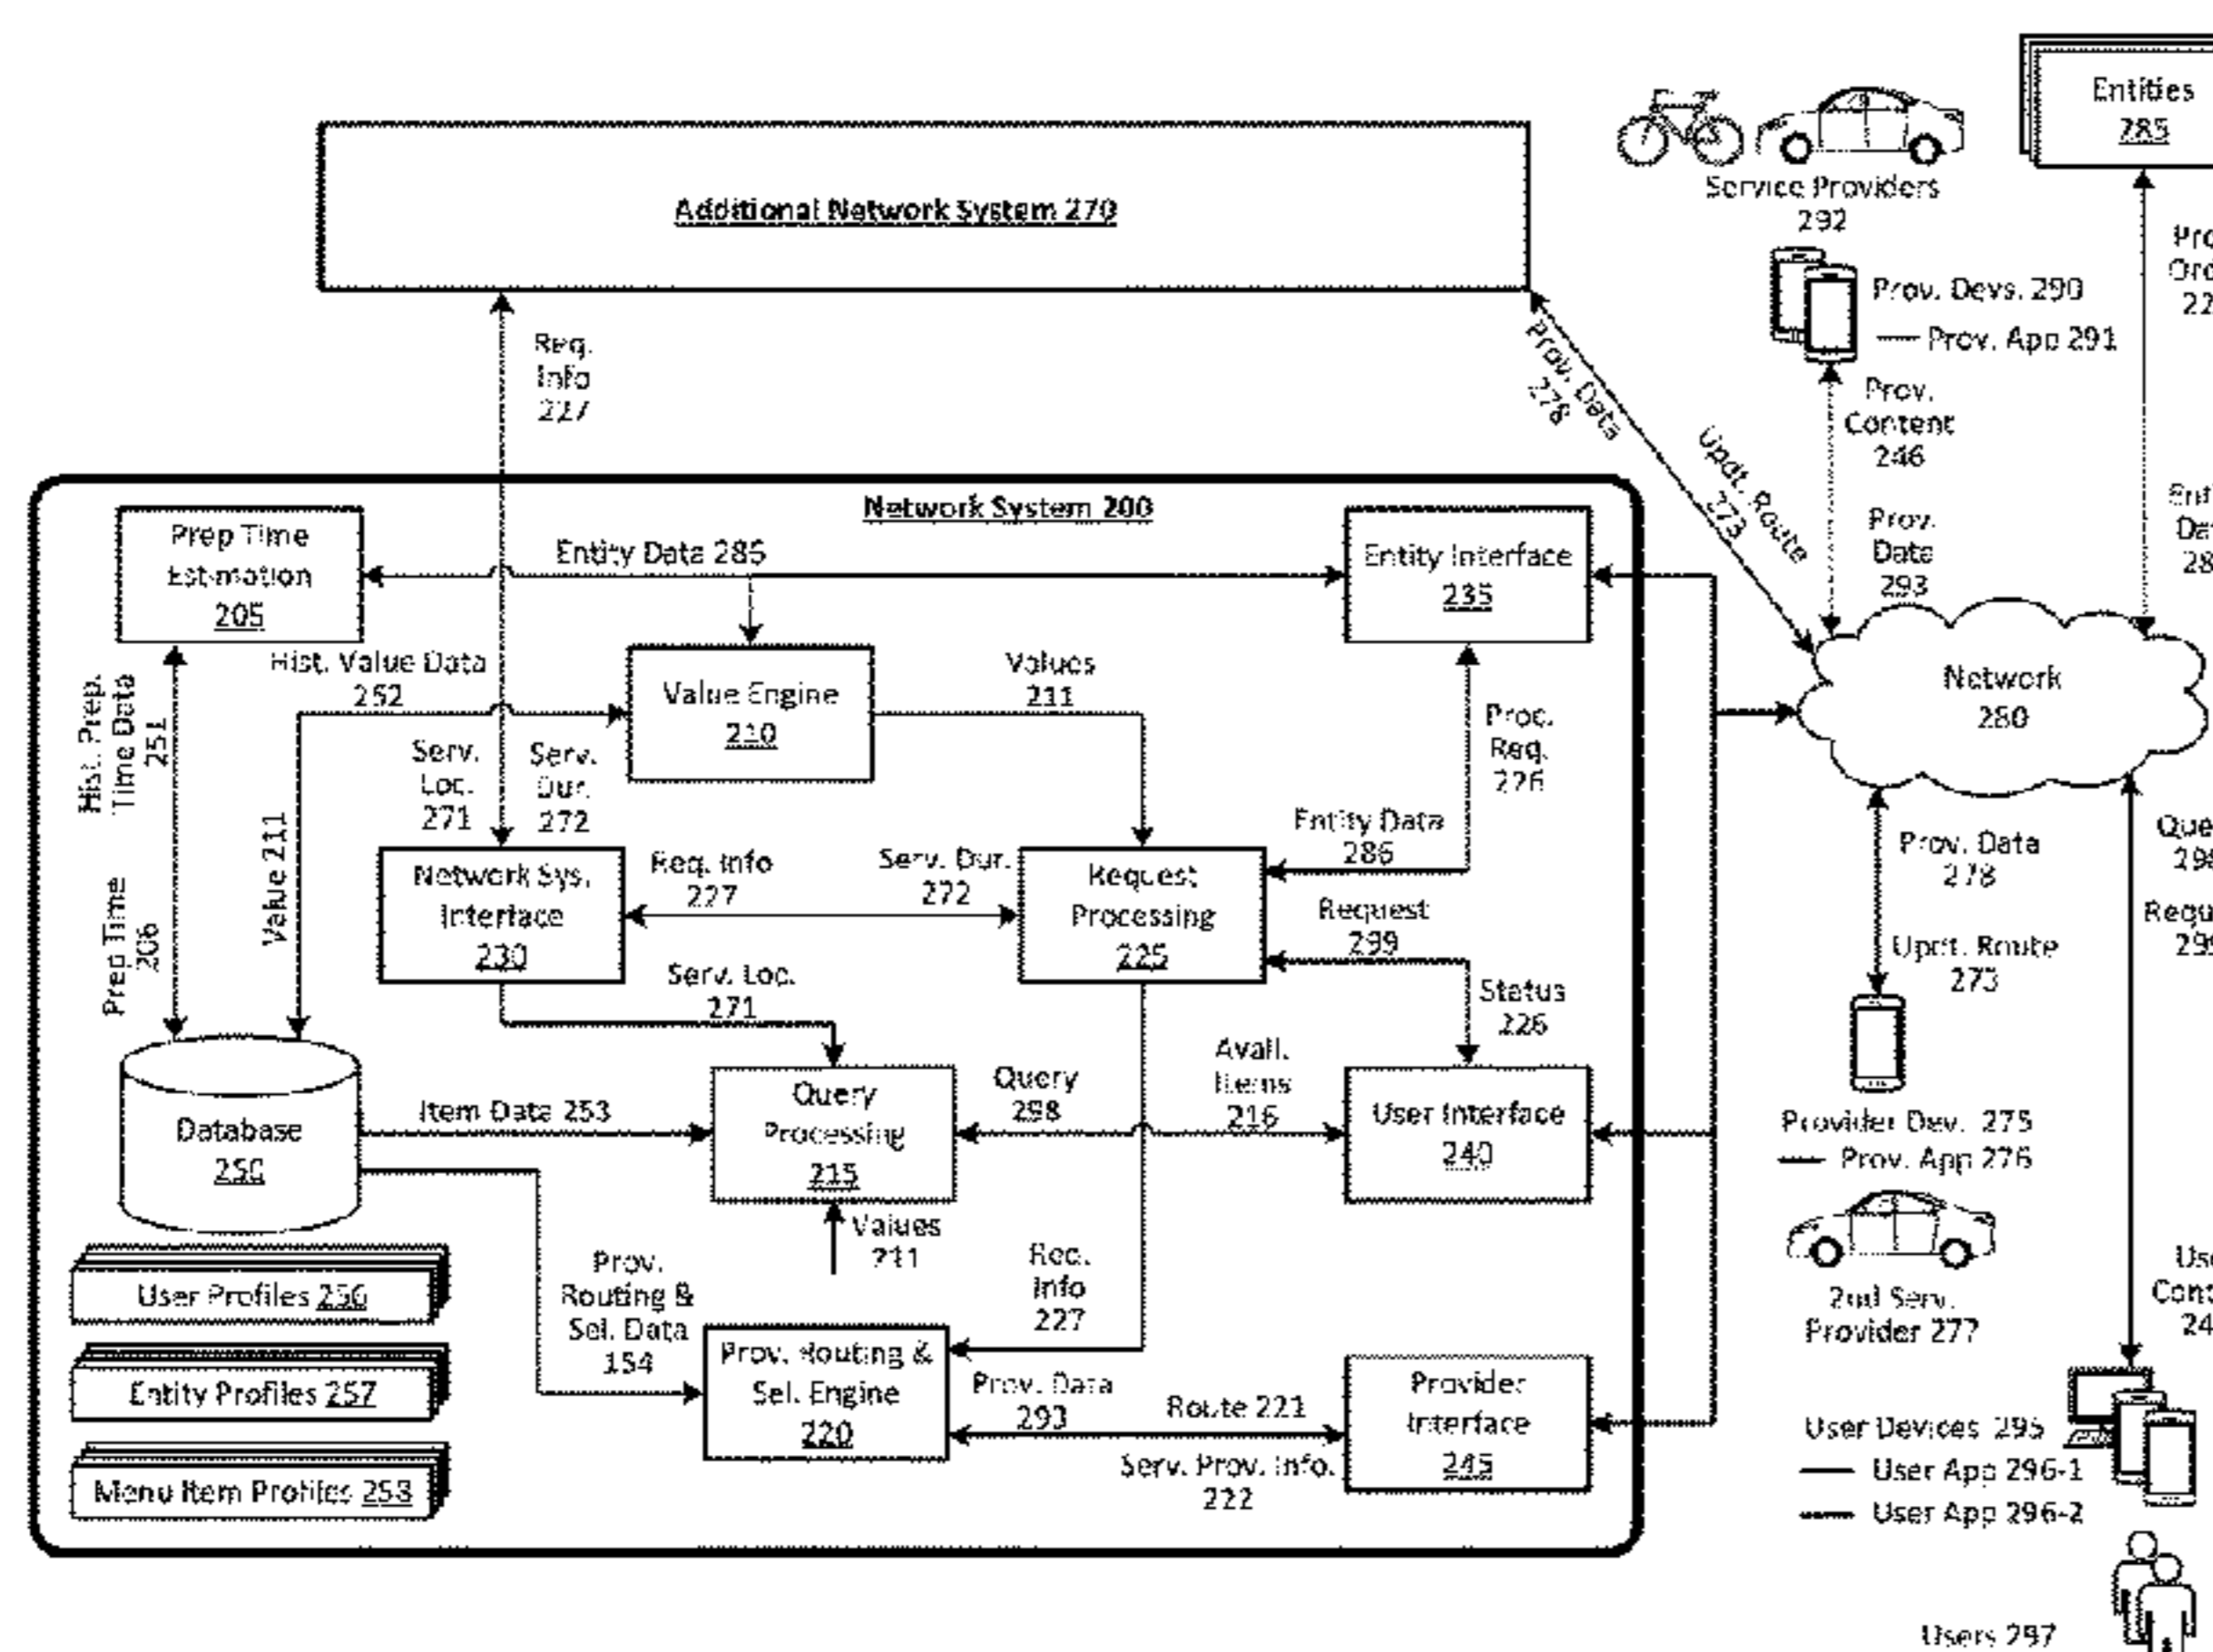 Entities
285
Service Providers
292
Additional Network System 270
Prov. Devs. 290
Prov. App 291
Req.
Info
227
Prov. Data
278
Updt. Route
273
Prov.
Content
246
Prov.
Data
293
Network System 200
Prep Time
Estimation
205
Entity Data 286
Entity Interface
235
Hist. Value Data
252
Value Engine
210
Values
211
Proc.
Req.
226
Network
280
Hist. Prep.
Time Data
251
Serv.
Loc.
271
Serv.
Dur.
272
Value 211
Prep Time
206
Entity Data
286
Network Sys.
Interface
230
Req. Info
227
Serv. Dur.
272
Request
Processing
225
Request
299
Prov. Data
278
Updt. Route
273
Serv. Loc.
271
Status
226
Database
250
Item Data 253
Query
Processing
215
Query
298
Avail.
Items
216
User Interface
240
Provider Dev. 275
Prov. App 276
Values
211
User Profiles 256
Prov.
Routing &
Sel. Data
154
Req.
Info
227
2nd Serv.
Provider 277
Entity Profiles 257
Prov. Routing &
Sel. Engine
220
Prov. Data
293
Route 221
Serv. Prov. Info.
222
Provider
Interface
245
Menu Item Profiles 258
User Devices 295
User App 296-1
User App 296-2
Users 297